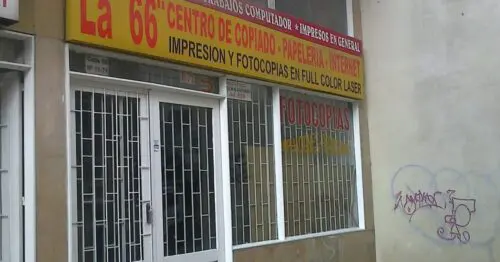 TRABAJOS COMPUTADOR * IMPRESOS EN GENERAL
La 66" CENTRO DE COPIADO - PAPELERIA - INTERNET
IMPRESION Y FOTOCOPIAS EN FULL COLOR LASER
FOTOCOPIAS